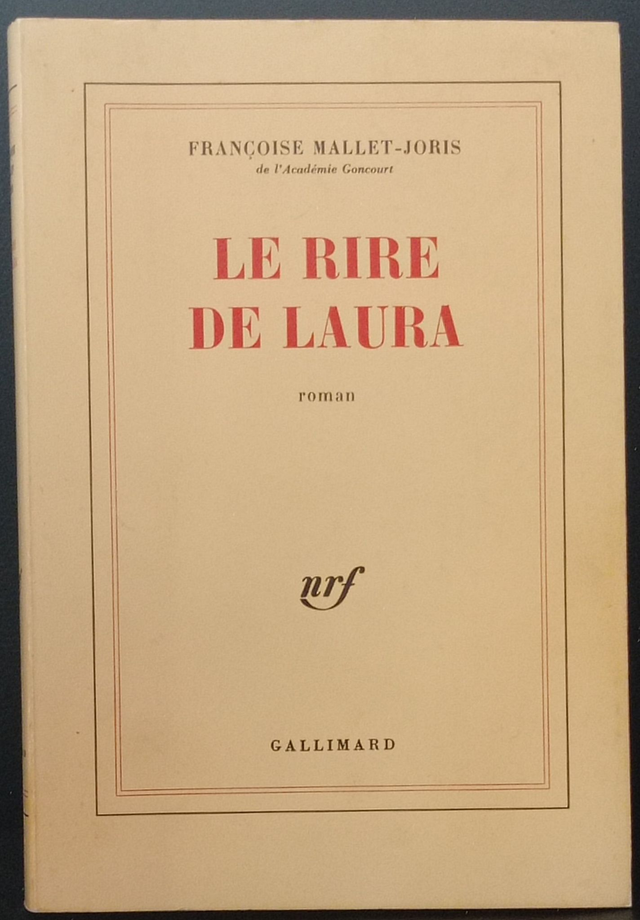 FRANÇOISE MALLET-JORIS
de l'Académie Goncourt
LE RIRE
DE LAURA
roman
nrf
GALLIMARD